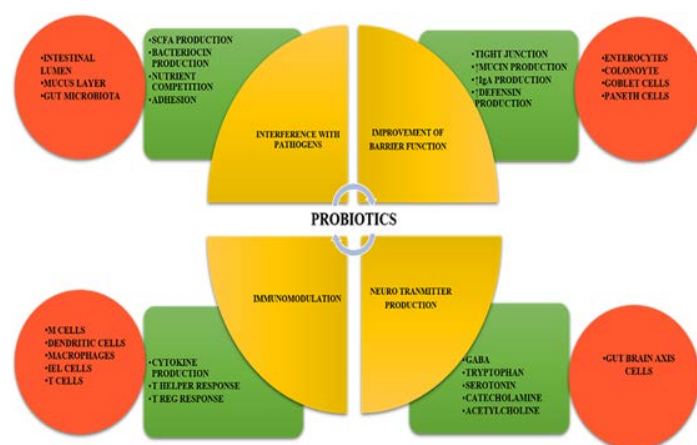 •INTESTINAL
LUMEN
•MUCUS LAYER
•GUT MICROBIOTA
•SCFA PRODUCTION
•BACTERIOCIN
PRODUCTION
•NUTRIENT
COMPETITION
•ADHESION
INTERFERENCE WITH
PATHOGENS
IMPROVEMENT OF
BARRIER FUNCTION
•TIGHT JUNCTION
•↑MUCIN PRODUCTION
•↑IgA PRODUCTION
•↑DEFENSIN
PRODUCTION
•ENTEROCYTES
•COLONOYTE
•GOBLET CELLS
•PANETH CELLS
PROBIOTICS
•M CELLS
•DENDRITIC CELLS
•MACROPHAGES
•IEL CELLS
•T CELLS
•CYTOKINE
PRODUCTION
•T HELPER RESPONSE
•T REG RESPONSE
IMMUNOMODULATION
NEURO TRANMITTER
PRODUCTION
•GABA
•TRYPTOPHAN
•SEROTONIN
•CATECHOLAMINE
•ACETYLCHOLINE
•GUT BRAIN AXIS
CELLS